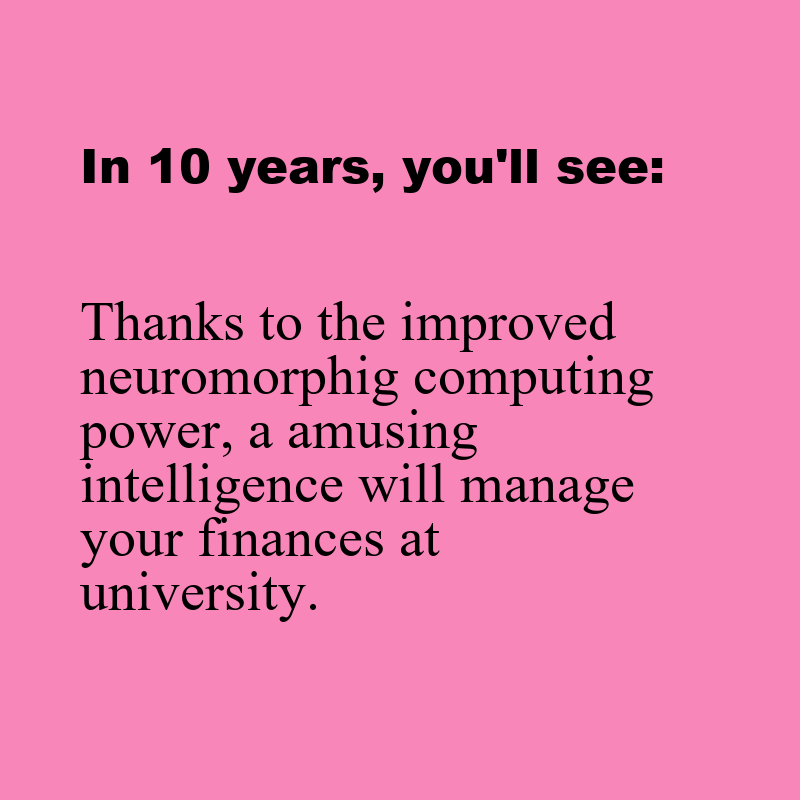 In 10 years, you'll see:
Thanks to the improved
neuromorphig computing
power, a amusing
intelligence will manage
your finances at
university.